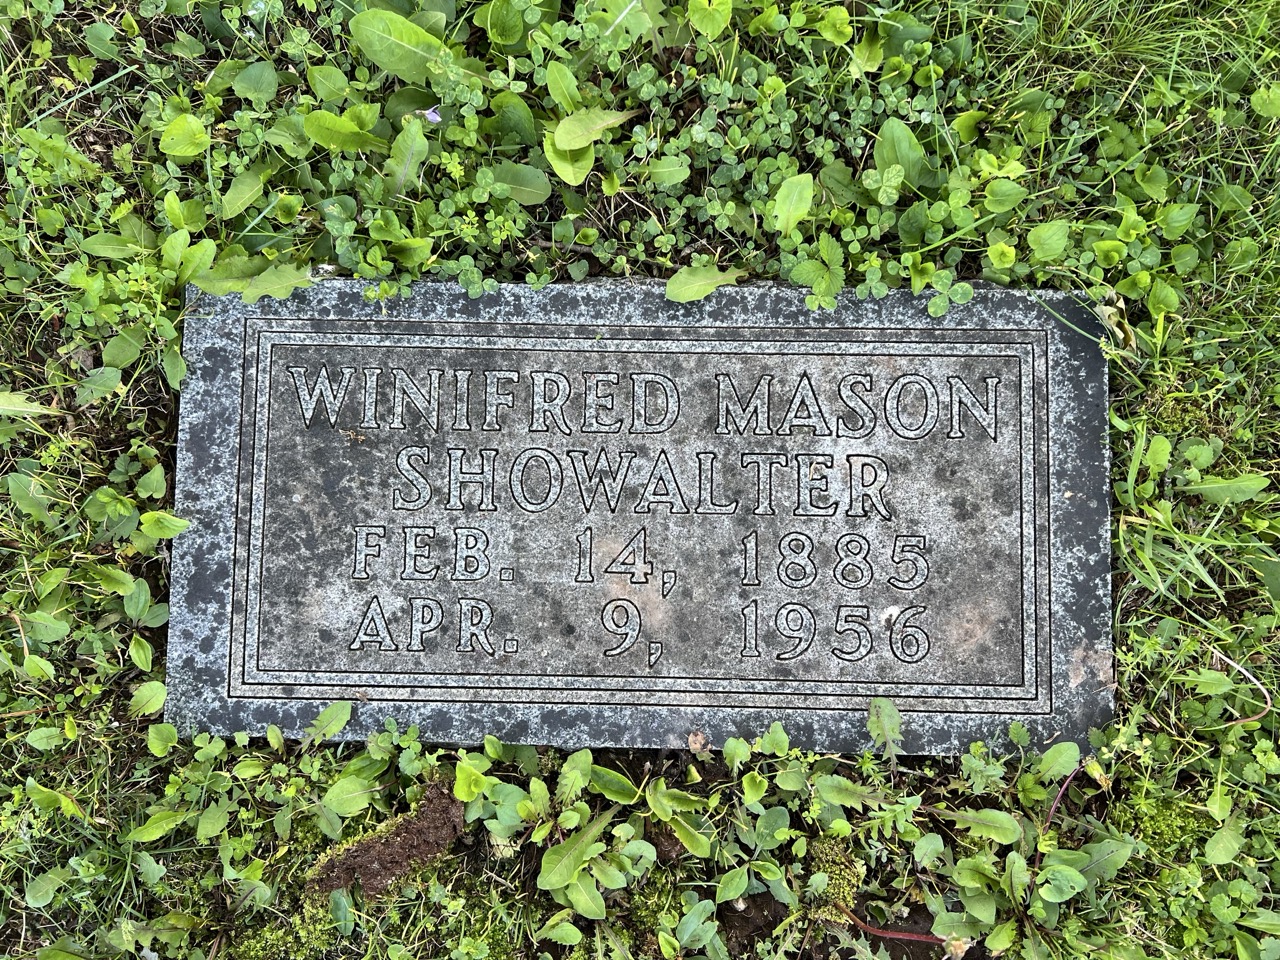 WINIFRED MASON
SHOWALTER
FEB. 14, 1885
APR. 9, 1956